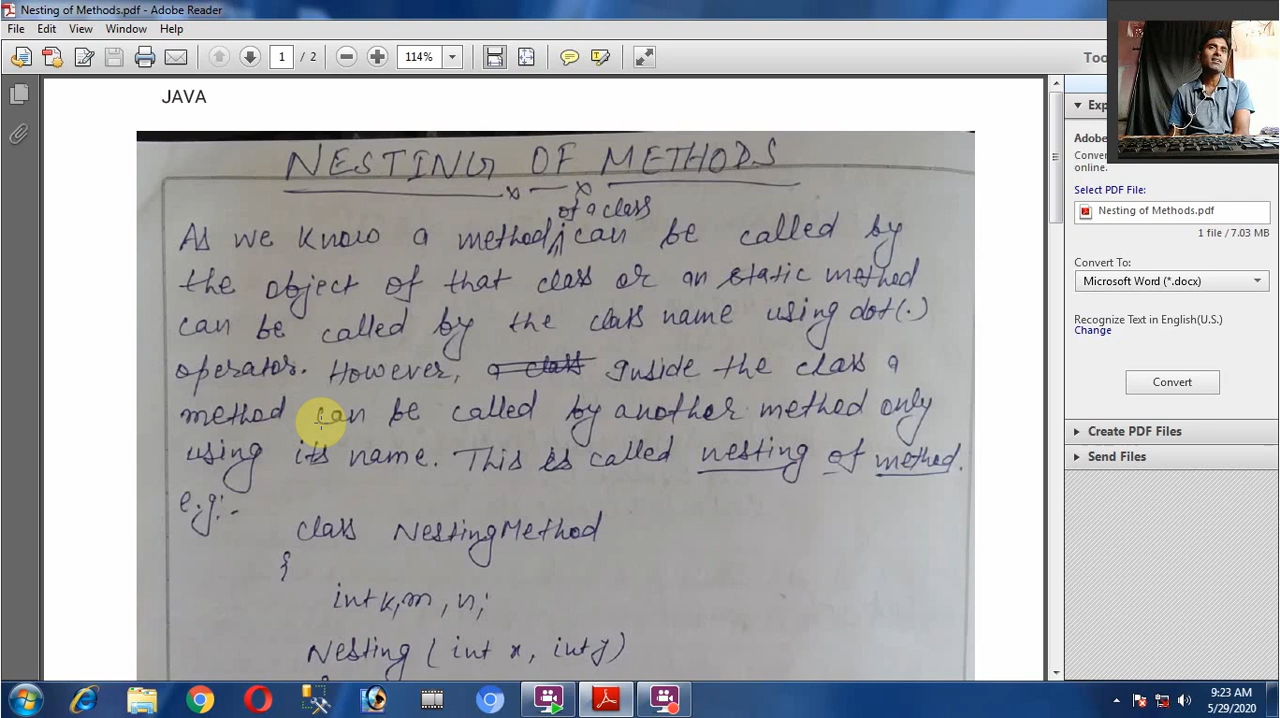 Nesting of Methods.pdf - Adobe Reader
File Edit View Window Help
1 / 2 114%
Too
JAVA
NESTING OF METHODS
of a class
As we know a method can be called by
the object of that class or an static method
can be called by the class name using dot(.)
operator. However, a class inside the class a
method can be called by another method only
using its name. This is called nesting of method.
e.g:-
class NestingMethod
{
int k,m,n;
Nesting (int x, int y)
{
Exp
Adobe
Conver
online.
Select PDF File:
Nesting of Methods.pdf
1 file / 7.03 MB
Convert To:
Microsoft Word (*.docx)
Recognize Text in English(U.S.)
Change
Convert
Create PDF Files
Send Files
9:23 AM
5/29/2020